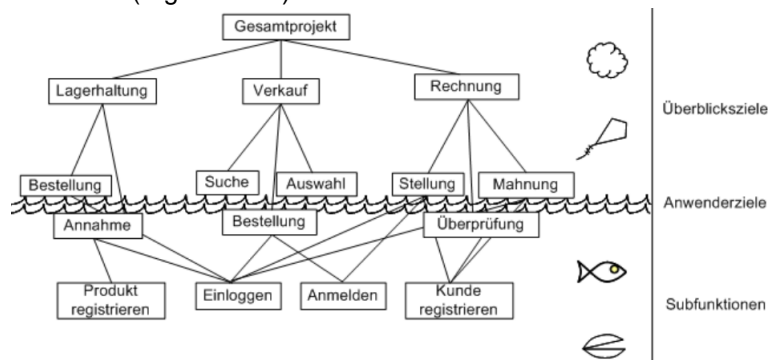 Gesamtprojekt
Lagerhaltung
Verkauf
Rechnung
Überblicksziele
Bestellung
Suche
Auswahl
Stellung
Mahnung
Anwenderziele
Annahme
Bestellung
Überprüfung
Produkt
registrieren
Einloggen
Anmelden
Kunde
registrieren
Subfunktionen